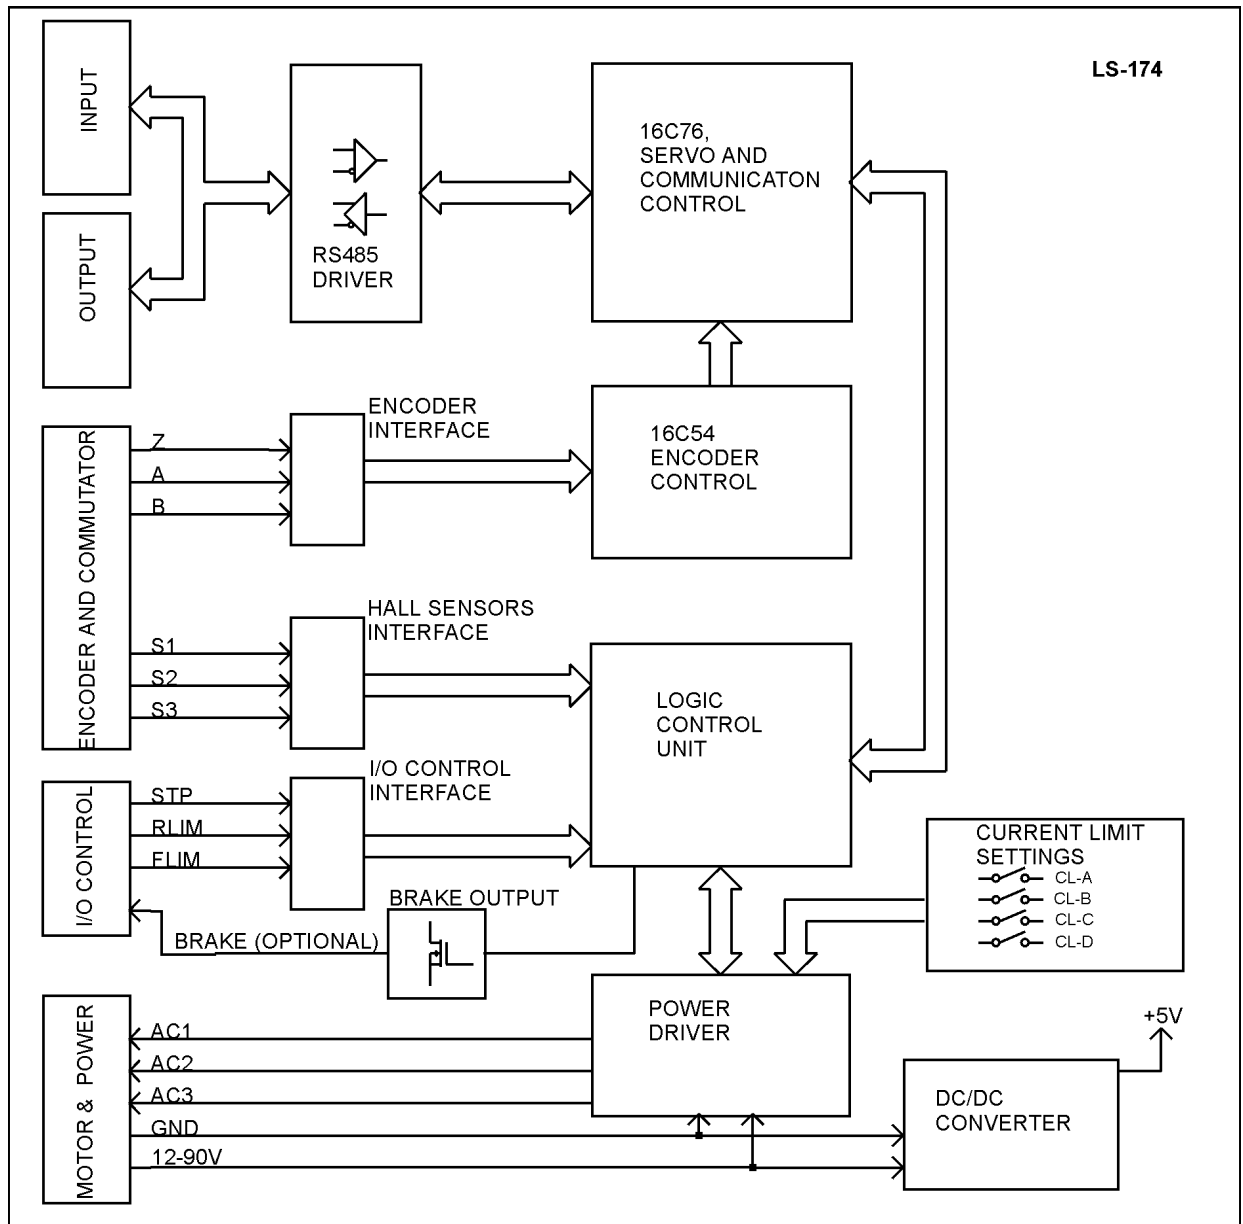 LS-174
INPUT
OUTPUT
RS485
DRIVER
16C76,
SERVO AND
COMMUNICATON
CONTROL
ENCODER AND COMMUTATOR
Z
A
B
ENCODER
INTERFACE
16C54
ENCODER
CONTROL
S1
S2
S3
HALL SENSORS
INTERFACE
LOGIC
CONTROL
UNIT
I/O CONTROL
STP
RLIM
FLIM
I/O CONTROL
INTERFACE
BRAKE (OPTIONAL)
BRAKE OUTPUT
CURRENT LIMIT
SETTINGS
CL-A
CL-B
CL-C
CL-D
MOTOR & POWER
AC1
AC2
AC3
GND
12-90V
POWER
DRIVER
DC/DC
CONVERTER
+5V